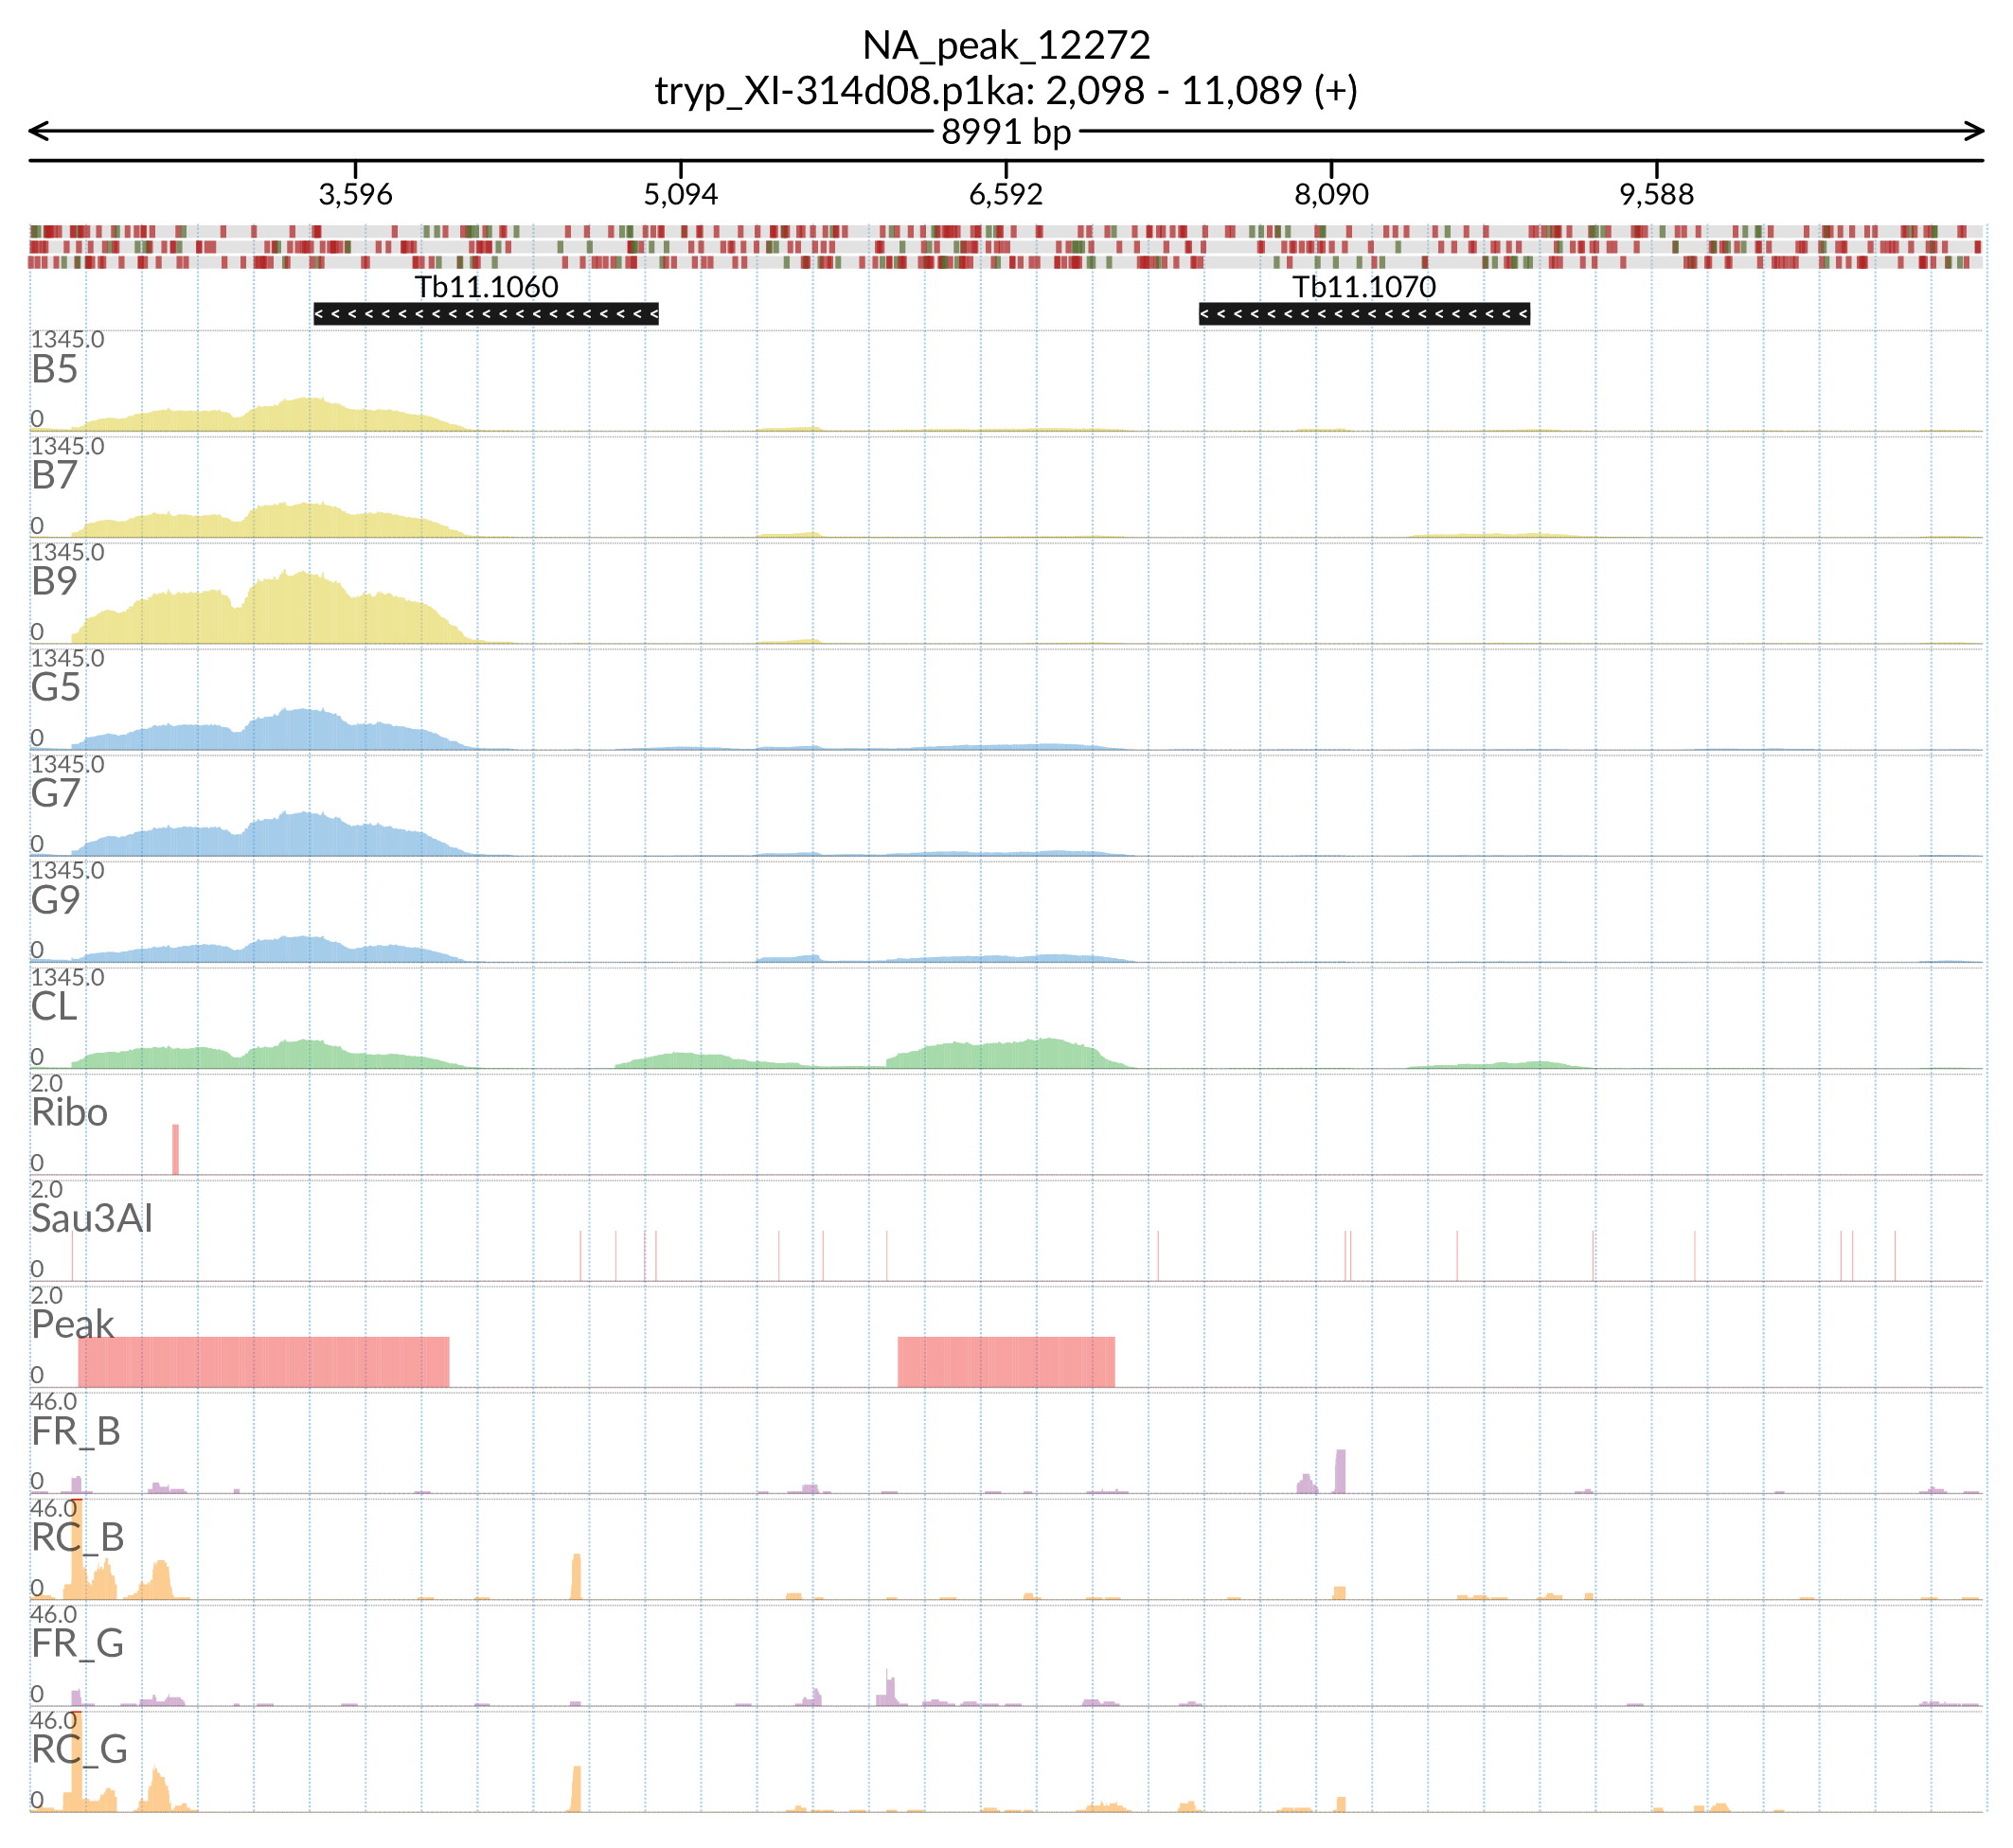 NA_peak_12272
tryp_XI-314d08.p1ka: 2,098 - 11,089 (+)
8991 bp
3,596 5,094 6,592 8,090 9,588
Tb11.1060 Tb11.1070
1345.0
B5
0
1345.0
B7
0
1345.0
B9
0
1345.0
G5
0
1345.0
G7
0
1345.0
G9
0
1345.0
CL
0
2.0
Ribo
0
2.0
Sau3AI
0
2.0
Peak
0
46.0
FR_B
0
46.0
RC_B
0
46.0
FR_G
0
46.0
RC_G
0